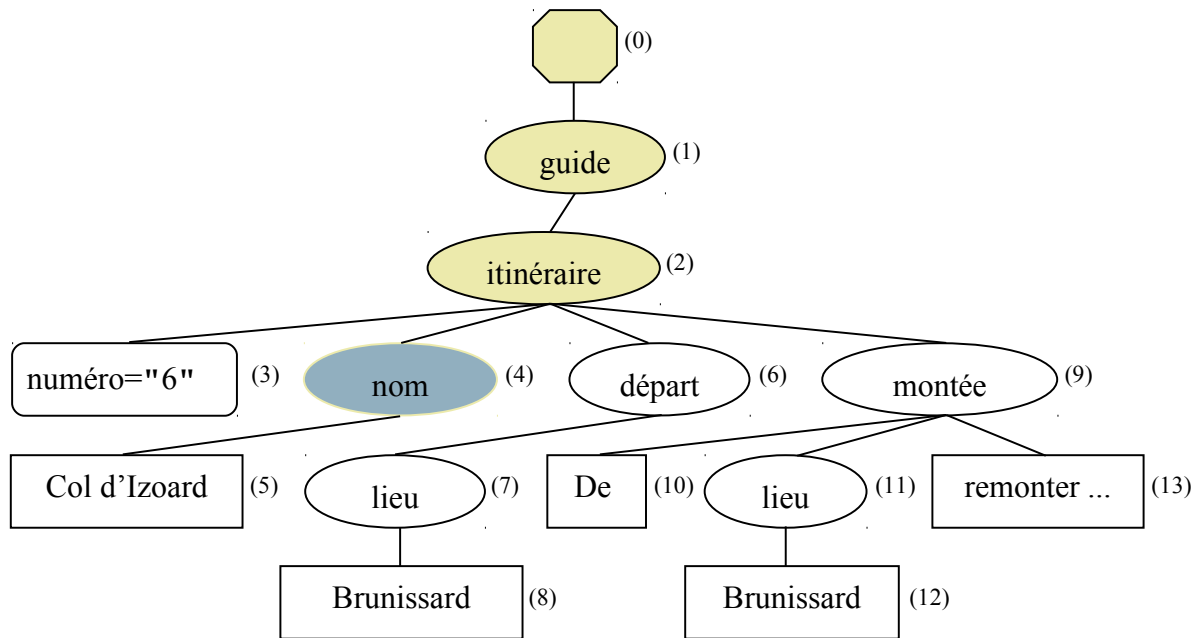 (0)
guide (1)
itinéraire (2)
numéro="6" (3) nom (4) départ (6) montée (9)
Col d’Izoard (5) lieu (7) De (10) lieu (11) remonter ... (13)
Brunissard (8) Brunissard (12)